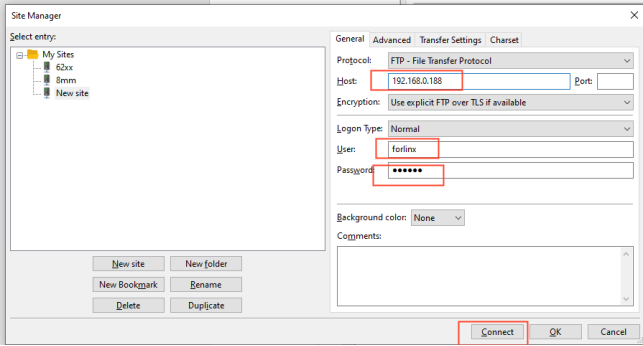 Site Manager
Select entry:
My Sites
62xx
8mm
New site
New site
New folder
New Bookmark
Rename
Delete
Duplicate
General
Advanced
Transfer Settings
Charset
Protocol:
FTP - File Transfer Protocol
Host:
192.168.0.188
Port:
Encryption:
Use explicit FTP over TLS if available
Logon Type:
Normal
User:
forlinx
Password:
●●●●●●
Background color:
None
Comments:
Connect
OK
Cancel